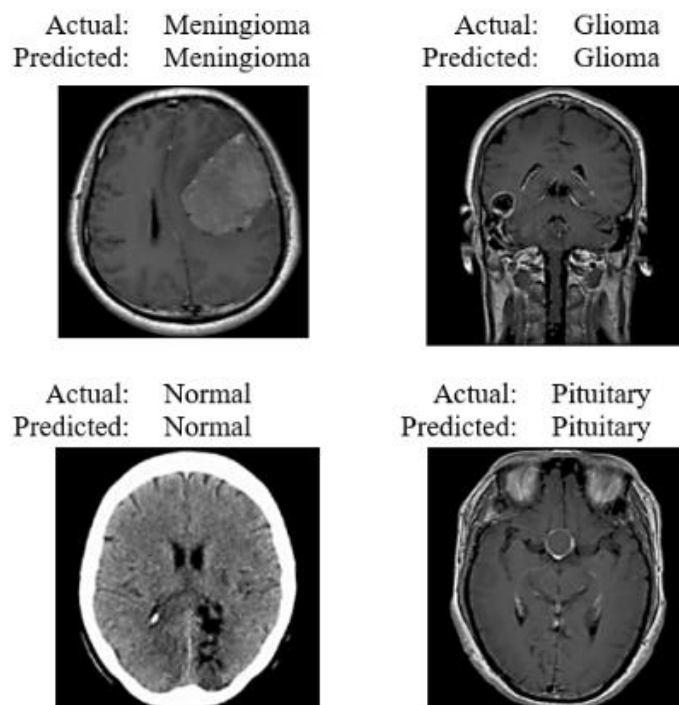 Actual: Meningioma
Predicted: Meningioma
Actual: Glioma
Predicted: Glioma
Actual: Normal
Predicted: Normal
Actual: Pituitary
Predicted: Pituitary